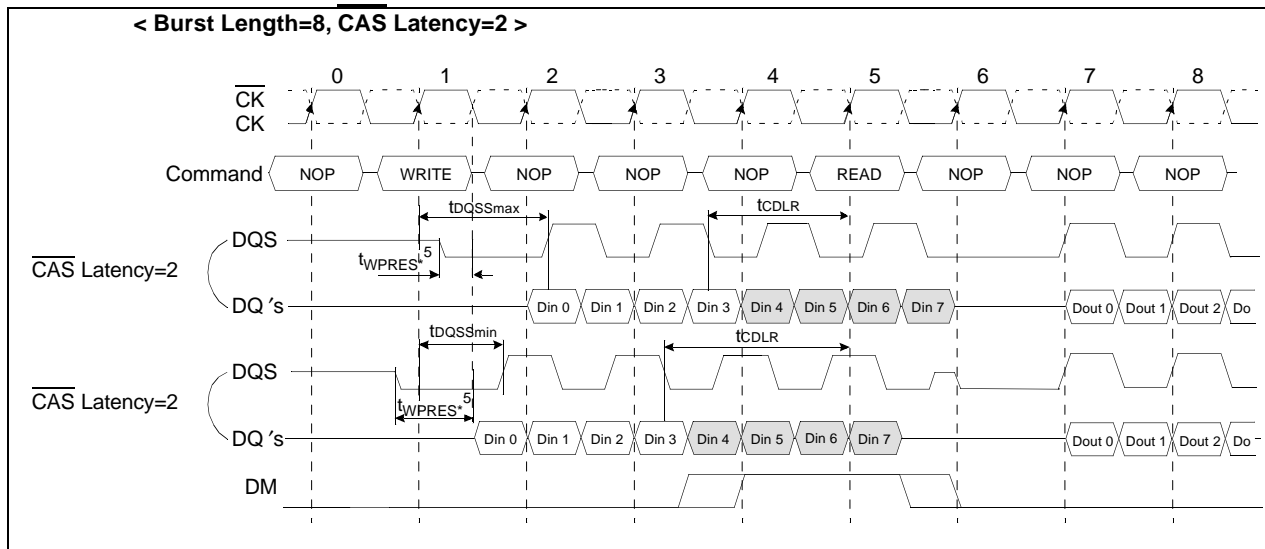 < Burst Length=8, CAS Latency=2 >
0 1 2 3 4 5 6 7 8
CK
CK
Command NOP WRITE NOP NOP NOP READ NOP NOP NOP
tDQSSmax tCDLR
DQS
tWPRES*5
CAS Latency=2
DQ 's Din 0 Din 1 Din 2 Din 3 Din 4 Din 5 Din 6 Din 7 Dout 0 Dout 1 Dout 2 Do
tDQSSmin tCDLR
DQS
CAS Latency=2
tWPRES*5
DQ 's Din 0 Din 1 Din 2 Din 3 Din 4 Din 5 Din 6 Din 7 Dout 0 Dout 1 Dout 2 Do
DM